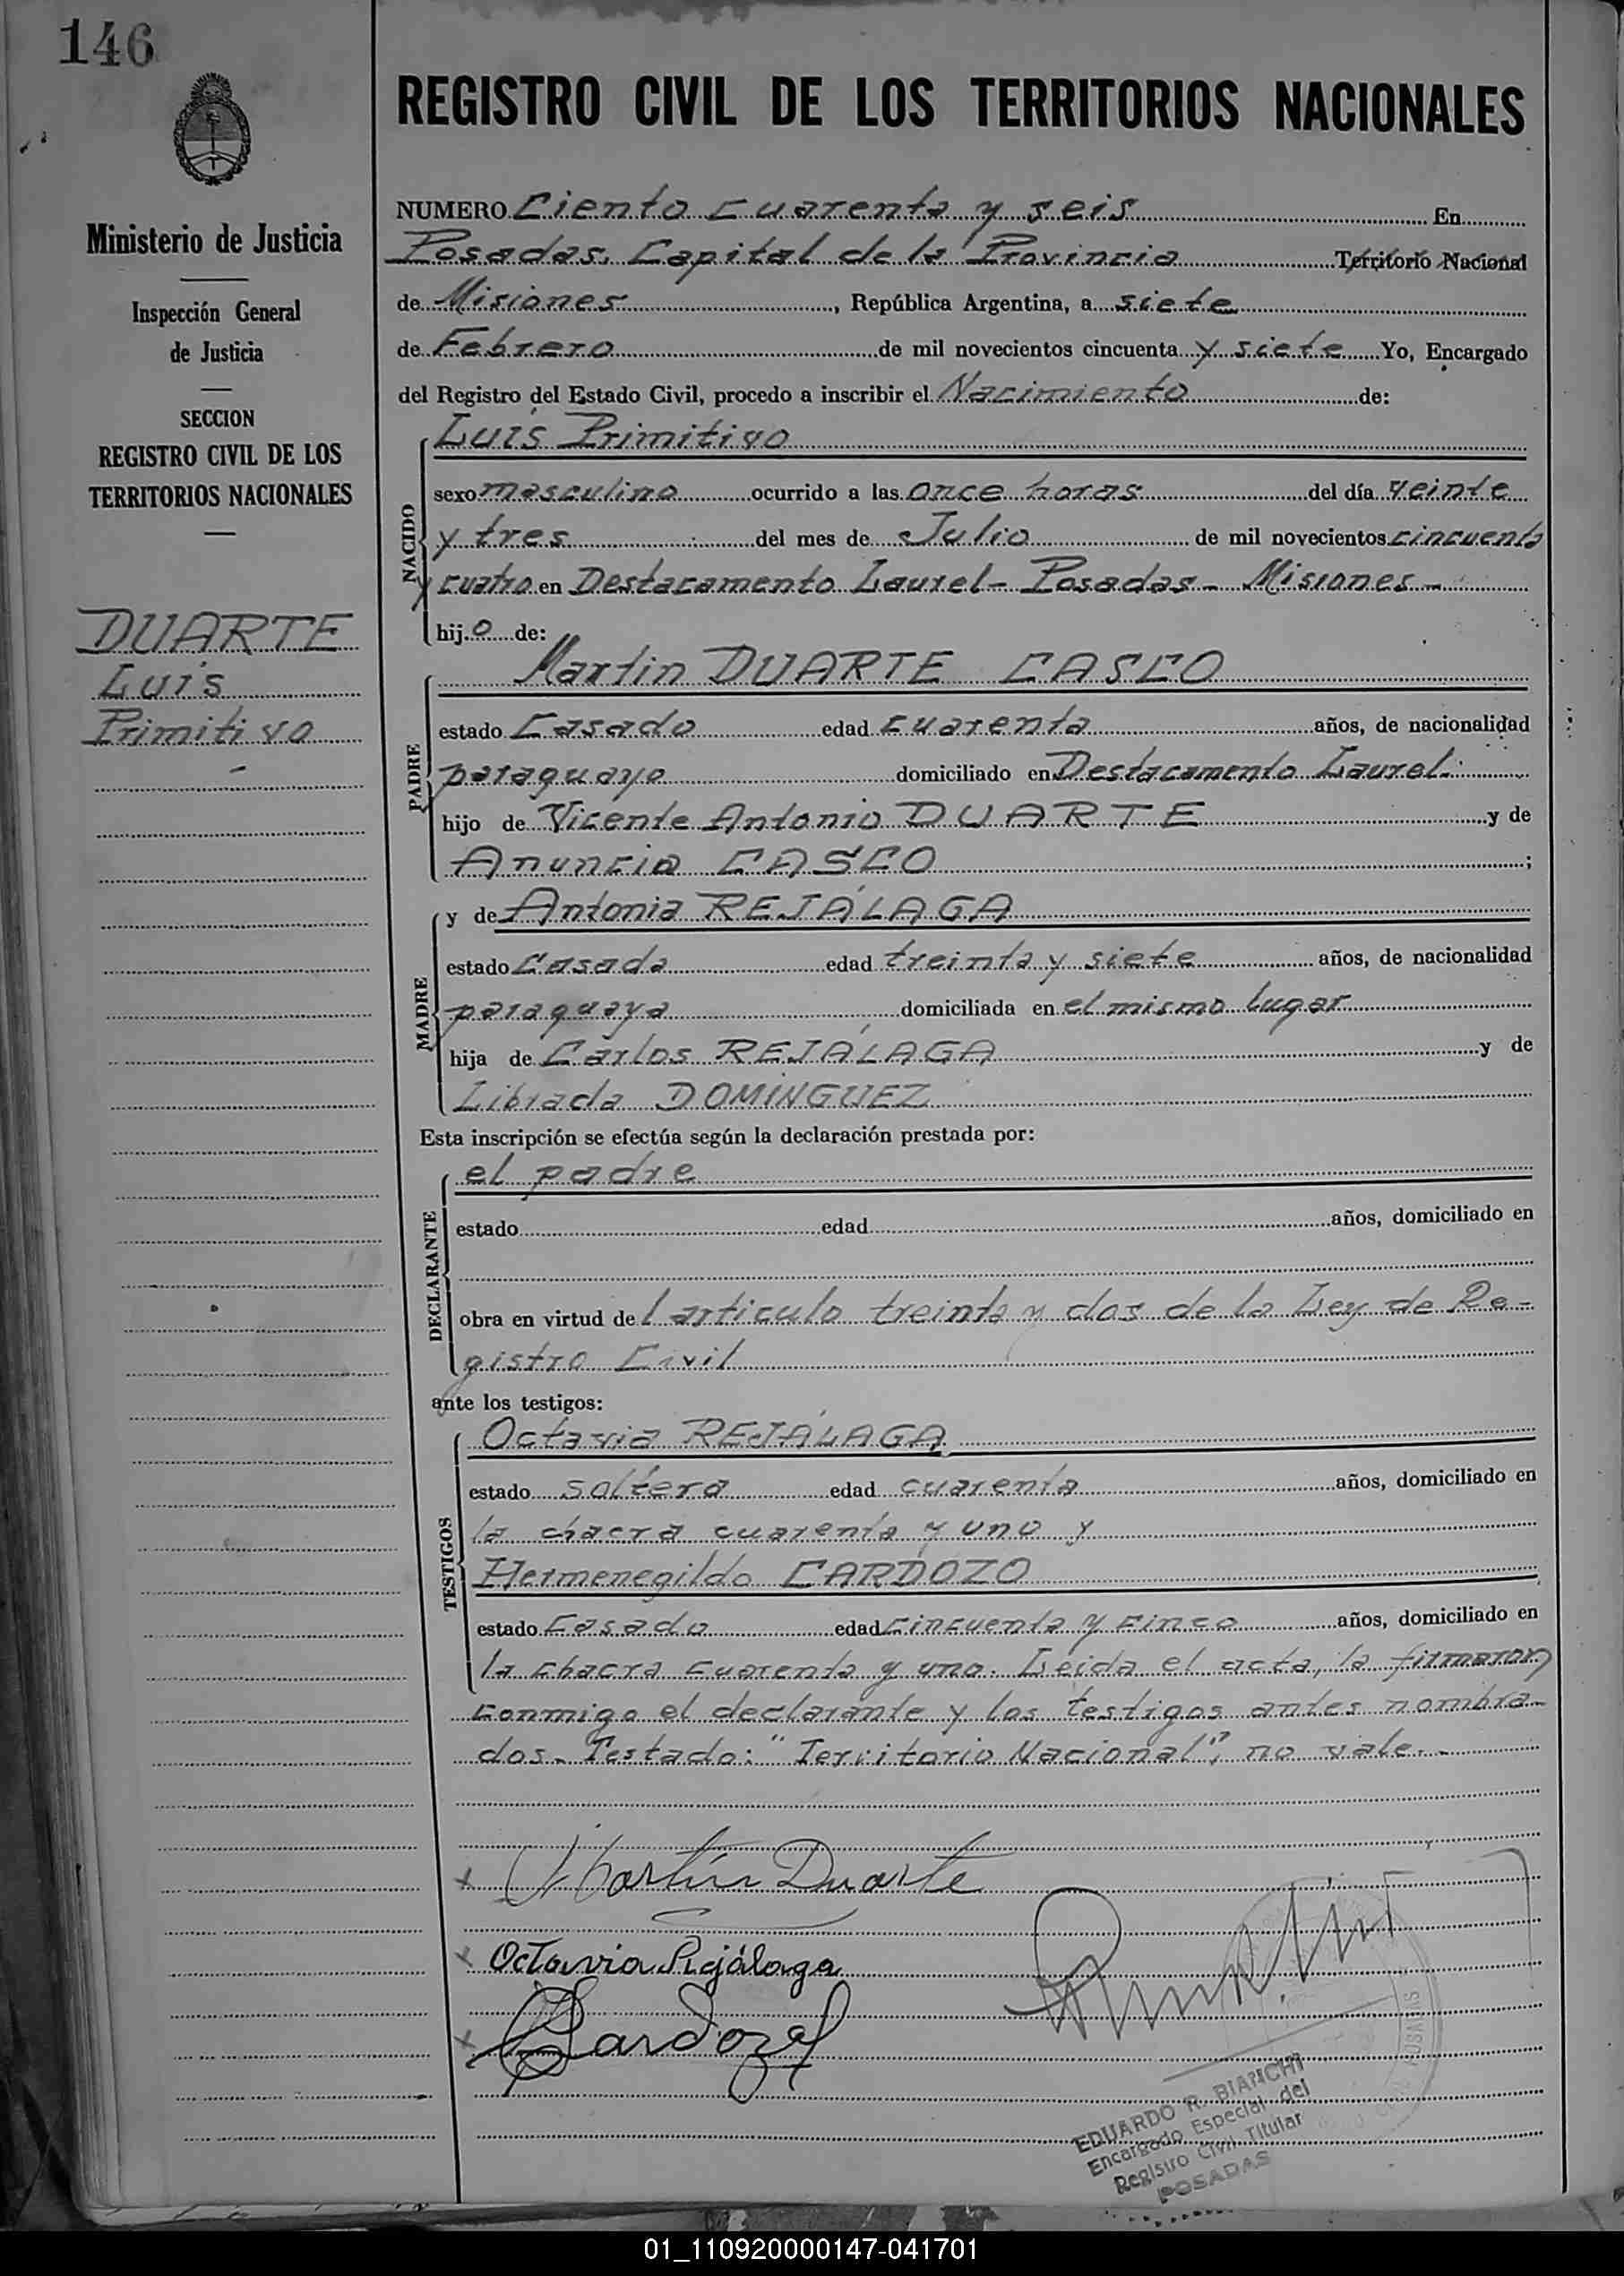 146
REGISTRO CIVIL DE LOS TERRITORIOS NACIONALES
Ministerio de Justicia
Inspección General
de Justicia
SECCION
REGISTRO CIVIL DE LOS
TERRITORIOS NACIONALES
DUARTE
Luis
Primitivo
NUMERO Ciento cuarenta y seis En
Posadas, Capital de la Provincia Territorio Nacional
de Misiones, República Argentina, a siete
de Febrero de mil novecientos cincuenta y siete Yo, Encargado
del Registro del Estado Civil, procedo a inscribir el Nacimiento de:
NACIDO
Luis Primitivo
sexo masculino ocurrido a las once horas del día veinte
y tres del mes de Julio de mil novecientos cincuenta
y cuatro en Destacamento Laurel - Posadas - Misiones -
hijo de:
PADRE
Martin DUARTE CASCO
estado Casado edad cuarenta años, de nacionalidad
paraguaya domiciliado en Destacamento Laurel.
hijo de Vicente Antonio DUARTE y de
Anuncia CASCO;
MADRE
y de Antonia REJÁLAGA
estado Casada edad treinta y siete años, de nacionalidad
paraguaya domiciliada en el mismo lugar
hija de Carlos REJÁLAGA y de
Librada DOMINGUEZ
Esta inscripción se efectúa según la declaración prestada por:
DECLARANTE
el padre
estado edad años, domiciliado en
obra en virtud del articulo treinta y dos de la Ley de Re-
gistro Civil
ante los testigos:
TESTIGOS
Octavia REJÁLAGA
estado soltera edad cuarenta años, domiciliado en
la chacra cuarenta y uno y
Hermenegildo CARDOZO
estado Casado edad cincuenta y cinco años, domiciliado en
la chacra cuarenta y uno. Leida el acta, la firmaron
conmigo el declarante y los testigos antes nombra-
dos. Testado: "Territorio Nacional", no vale.-
x Martín Duarte
x Octavia Rejálaga
x Cardozo
POSADAS
EDUARDO R. BIANCHI
Encargado Especial del
Registro Civil Titular
POSADAS
01_110920000147-041701